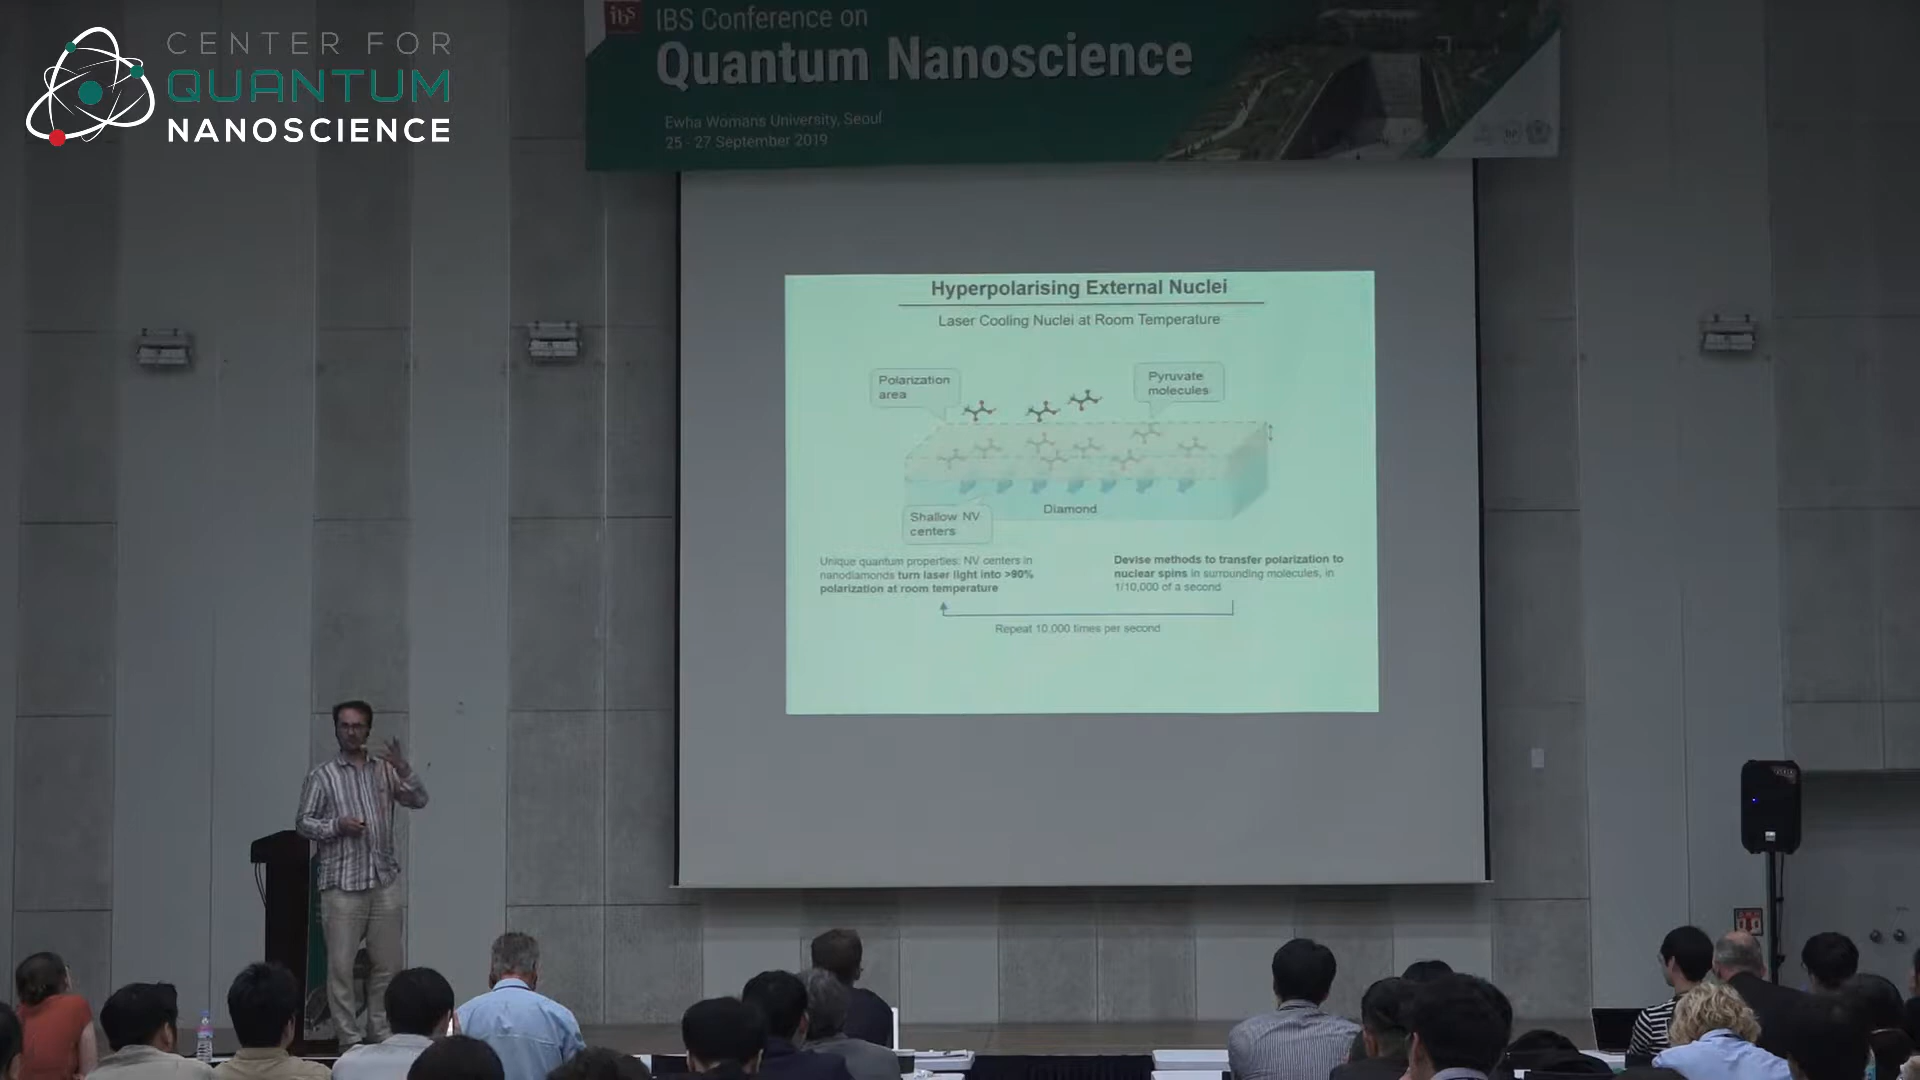 CENTER FOR
QUANTUM
NANOSCIENCE
ibs
IBS Conference on
Quantum Nanoscience
Ewha Womans University, Seoul
25 - 27 September 2019
Hyperpolarising External Nuclei
Laser Cooling Nuclei at Room Temperature
Polarization
area
Pyruvate
molecules
Shallow NV
centers
Diamond
Unique quantum properties: NV centers in
nanodiamonds turn laser light into >90%
polarization at room temperature
Devise methods to transfer polarization to
nuclear spins in surrounding molecules, in
1/10,000 of a second
Repeat 10,000 times per second